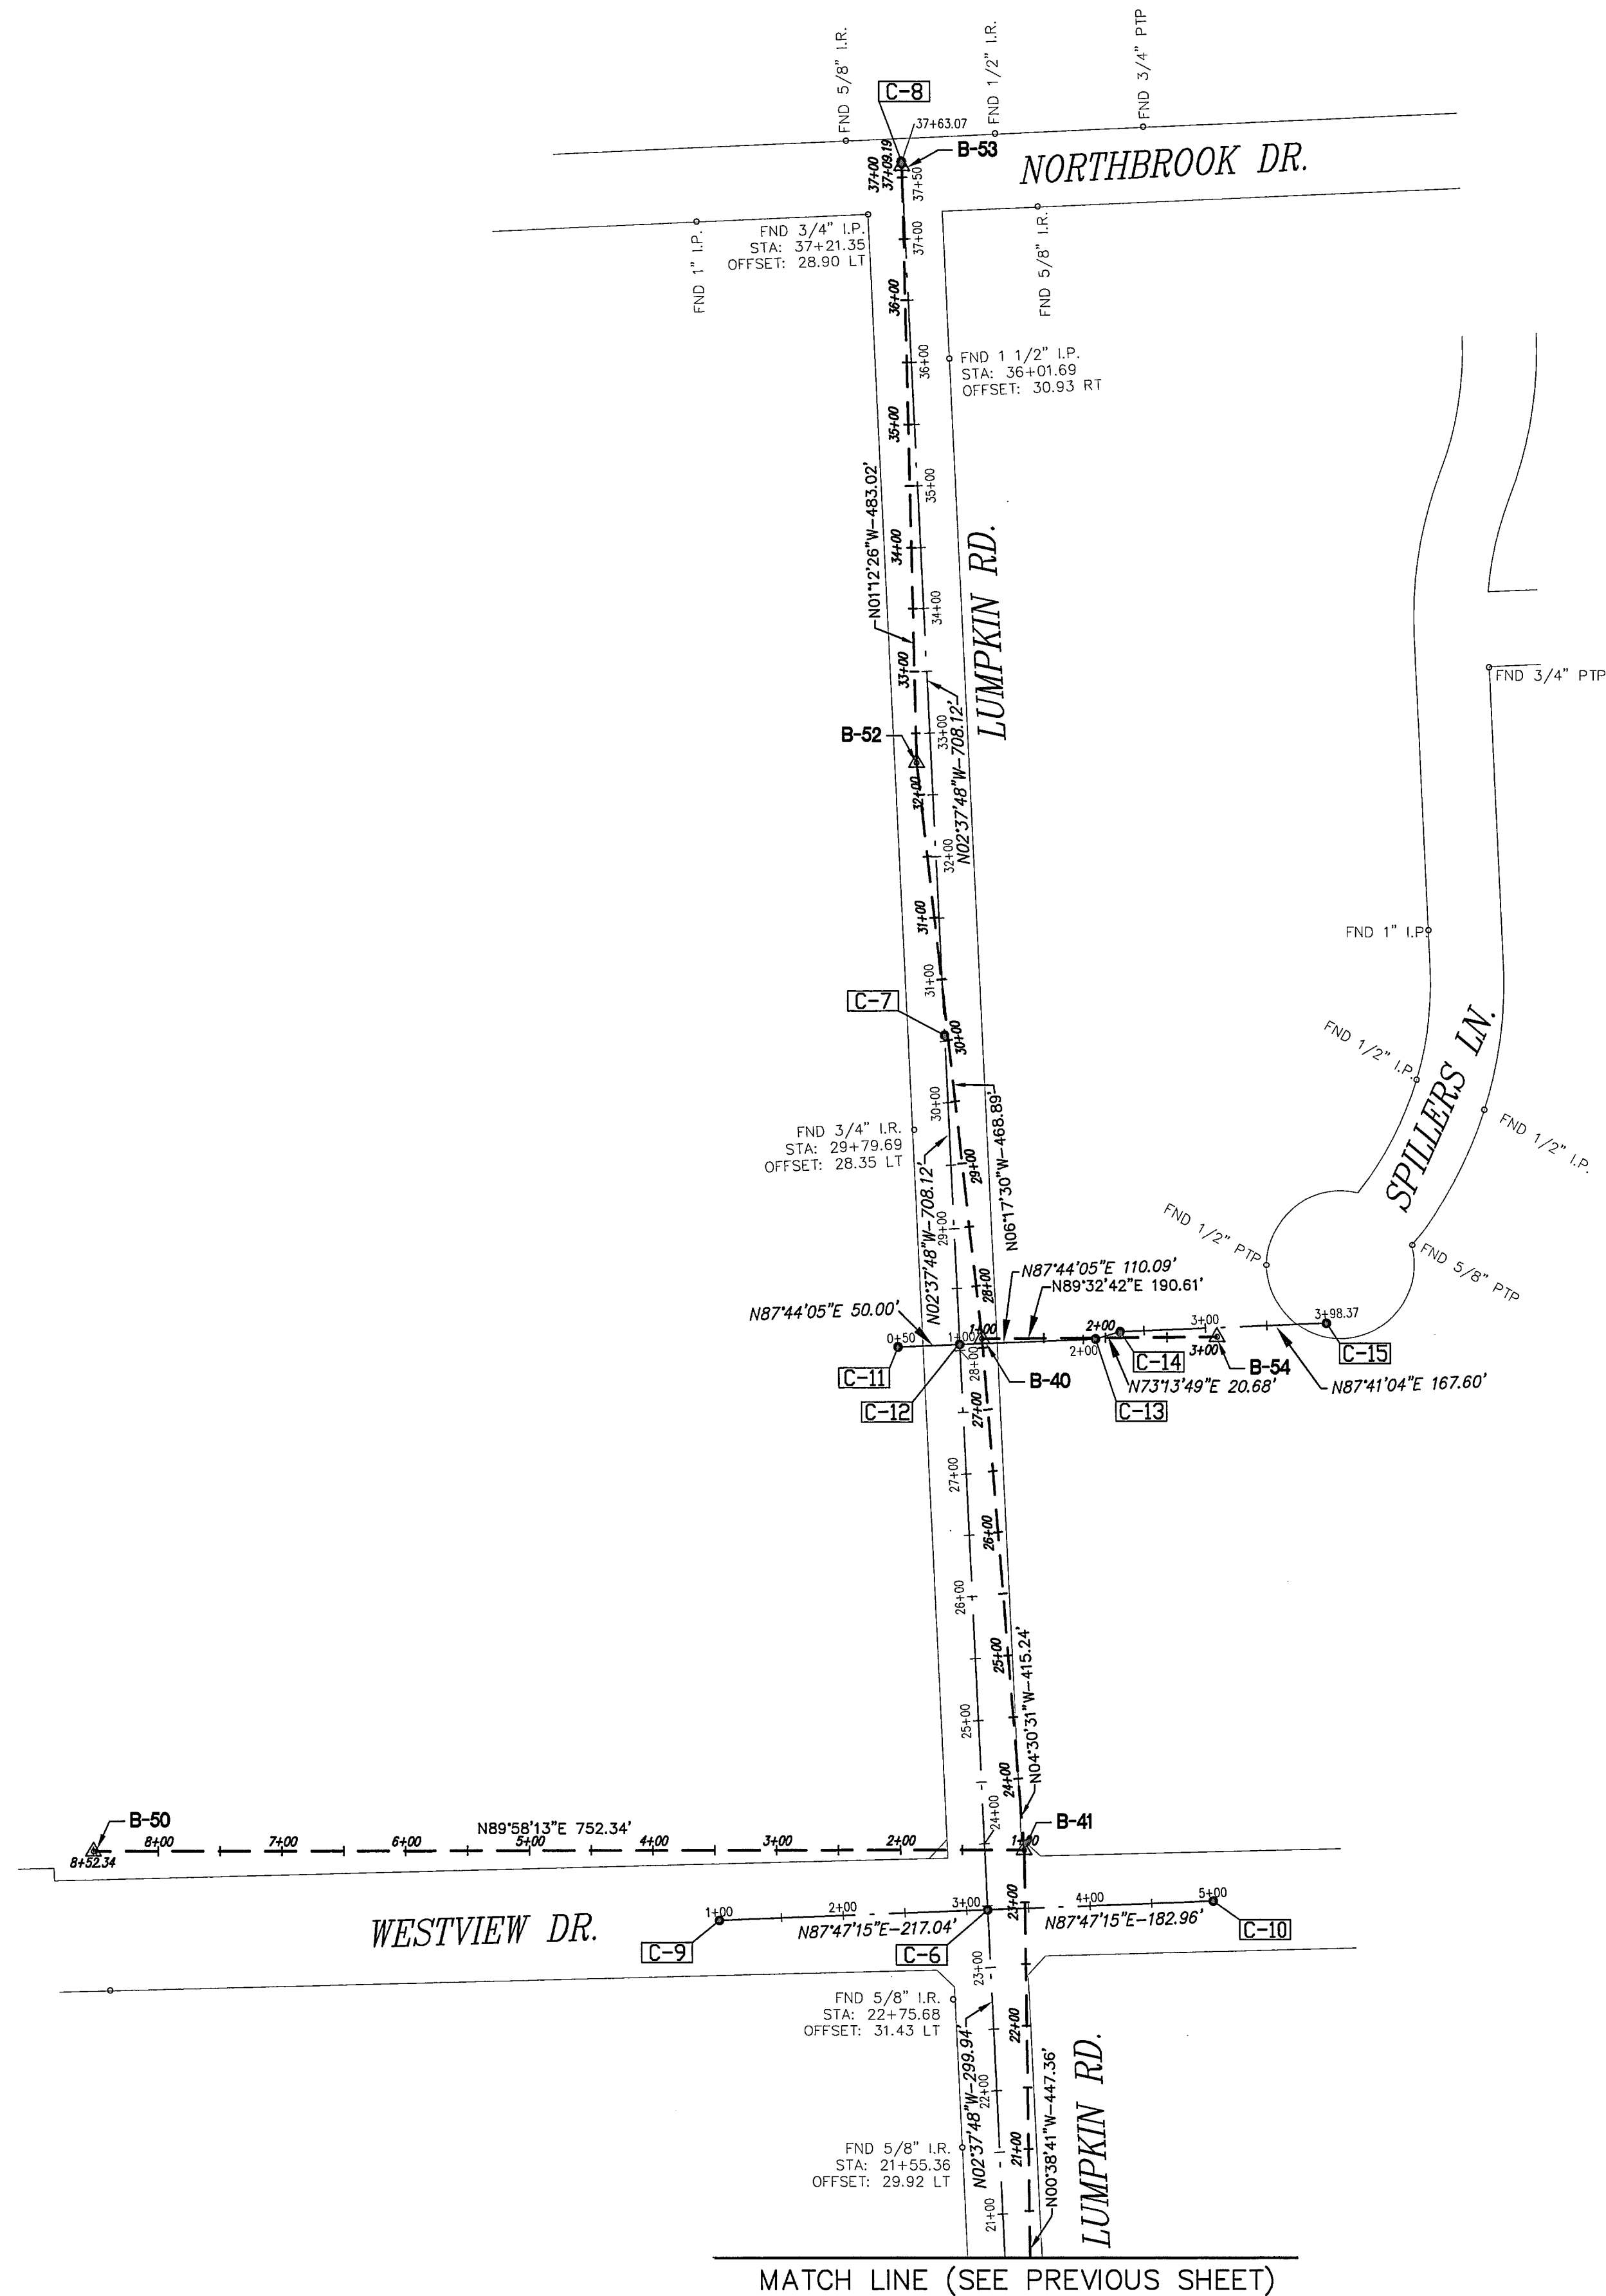 FND 5/8" I.R.
FND 1/2" I.R.
FND 3/4" PTP
C-8
37+63.07
B-53
NORTHBROOK DR.
37+00
37+09.19
37+50
FND 1" I.P.
FND 3/4" I.P.
STA: 37+21.35
OFFSET: 28.90 LT
37+00
FND 5/8" I.R.
36+00
FND 1 1/2" I.P.
STA: 36+01.69
OFFSET: 30.93 RT
36+00
35+00
35+00
N01°12'26"W-483.02'
34+00
34+00
LUMPKIN RD.
33+00
FND 3/4" PTP
B-52
33+00
N02°37'48"W-708.12'
32+00
32+00
31+00
FND 1" I.P.
31+00
C-7
30+00
FND 1/2" I.P.
SPILLERS LN.
30+00
FND 3/4" I.R.
STA: 29+79.69
OFFSET: 28.35 LT
N06°17'30"W-468.89'
FND 1/2" I.P.
29+00
N02°37'48"W-708.12'
29+00
FND 1/2" PTP
FND 5/8" PTP
28+00
N87°44'05"E 110.09'
N89°32'42"E 190.61'
N87°44'05"E 50.00'
0+50
1+00
1+00
2+00
2+00
3+00
3+98.37
3+00
C-11
28+00
C-14
B-54
C-15
B-40
N73°13'49"E 20.68'
N87°41'04"E 167.60'
C-12
27+00
C-13
27+00
26+00
26+00
25+00
N04°30'31"W-415.24'
25+00
24+00
24+00
B-50
8+52.34
8+00
7+00
6+00
N89°58'13"E 752.34'
5+00
4+00
3+00
2+00
1+00
B-41
WESTVIEW DR.
1+00
2+00
3+00
23+00
4+00
5+00
N87°47'15"E-217.04'
N87°47'15"E-182.96'
C-9
C-6
C-10
23+00
FND 5/8" I.R.
STA: 22+75.68
OFFSET: 31.43 LT
22+00
22+00
N02°37'48"W-299.94'
N00°38'41"W-447.36'
LUMPKIN RD.
FND 5/8" I.R.
STA: 21+55.36
OFFSET: 29.92 LT
21+00
21+00
MATCH LINE (SEE PREVIOUS SHEET)